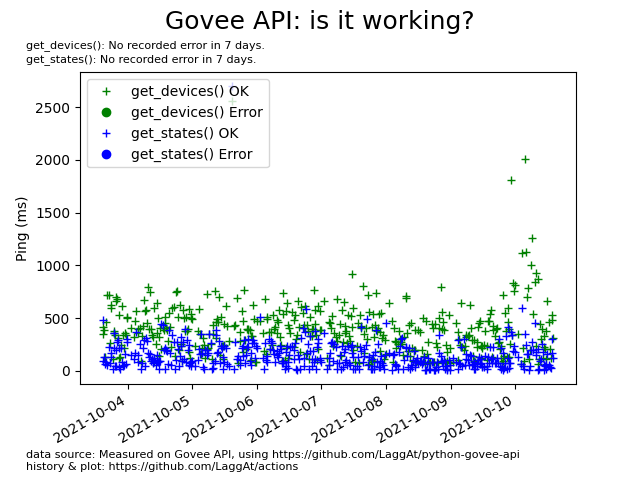 Govee API: is it working?
get_devices(): No recorded error in 7 days.
get_states(): No recorded error in 7 days.
get_devices() OK
get_devices() Error
get_states() OK
get_states() Error
Ping (ms)
2500
2000
1500
1000
500
0
2021-10-04
2021-10-05
2021-10-06
2021-10-07
2021-10-08
2021-10-09
2021-10-10
data source: Measured on Govee API, using https://github.com/LaggAt/python-govee-api
history & plot: https://github.com/LaggAt/actions